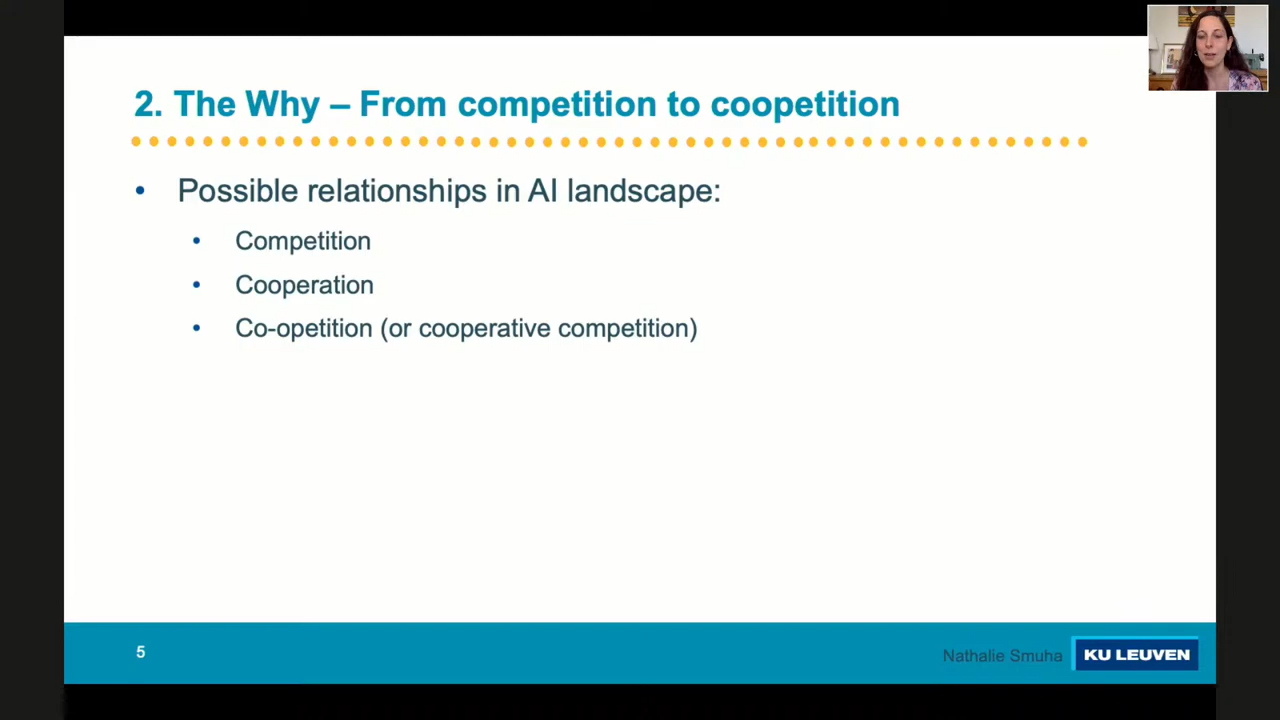 2. The Why – From competition to coopetition
• Possible relationships in AI landscape:
• Competition
• Cooperation
• Co-opetition (or cooperative competition)
5
Nathalie Smuha
KU LEUVEN